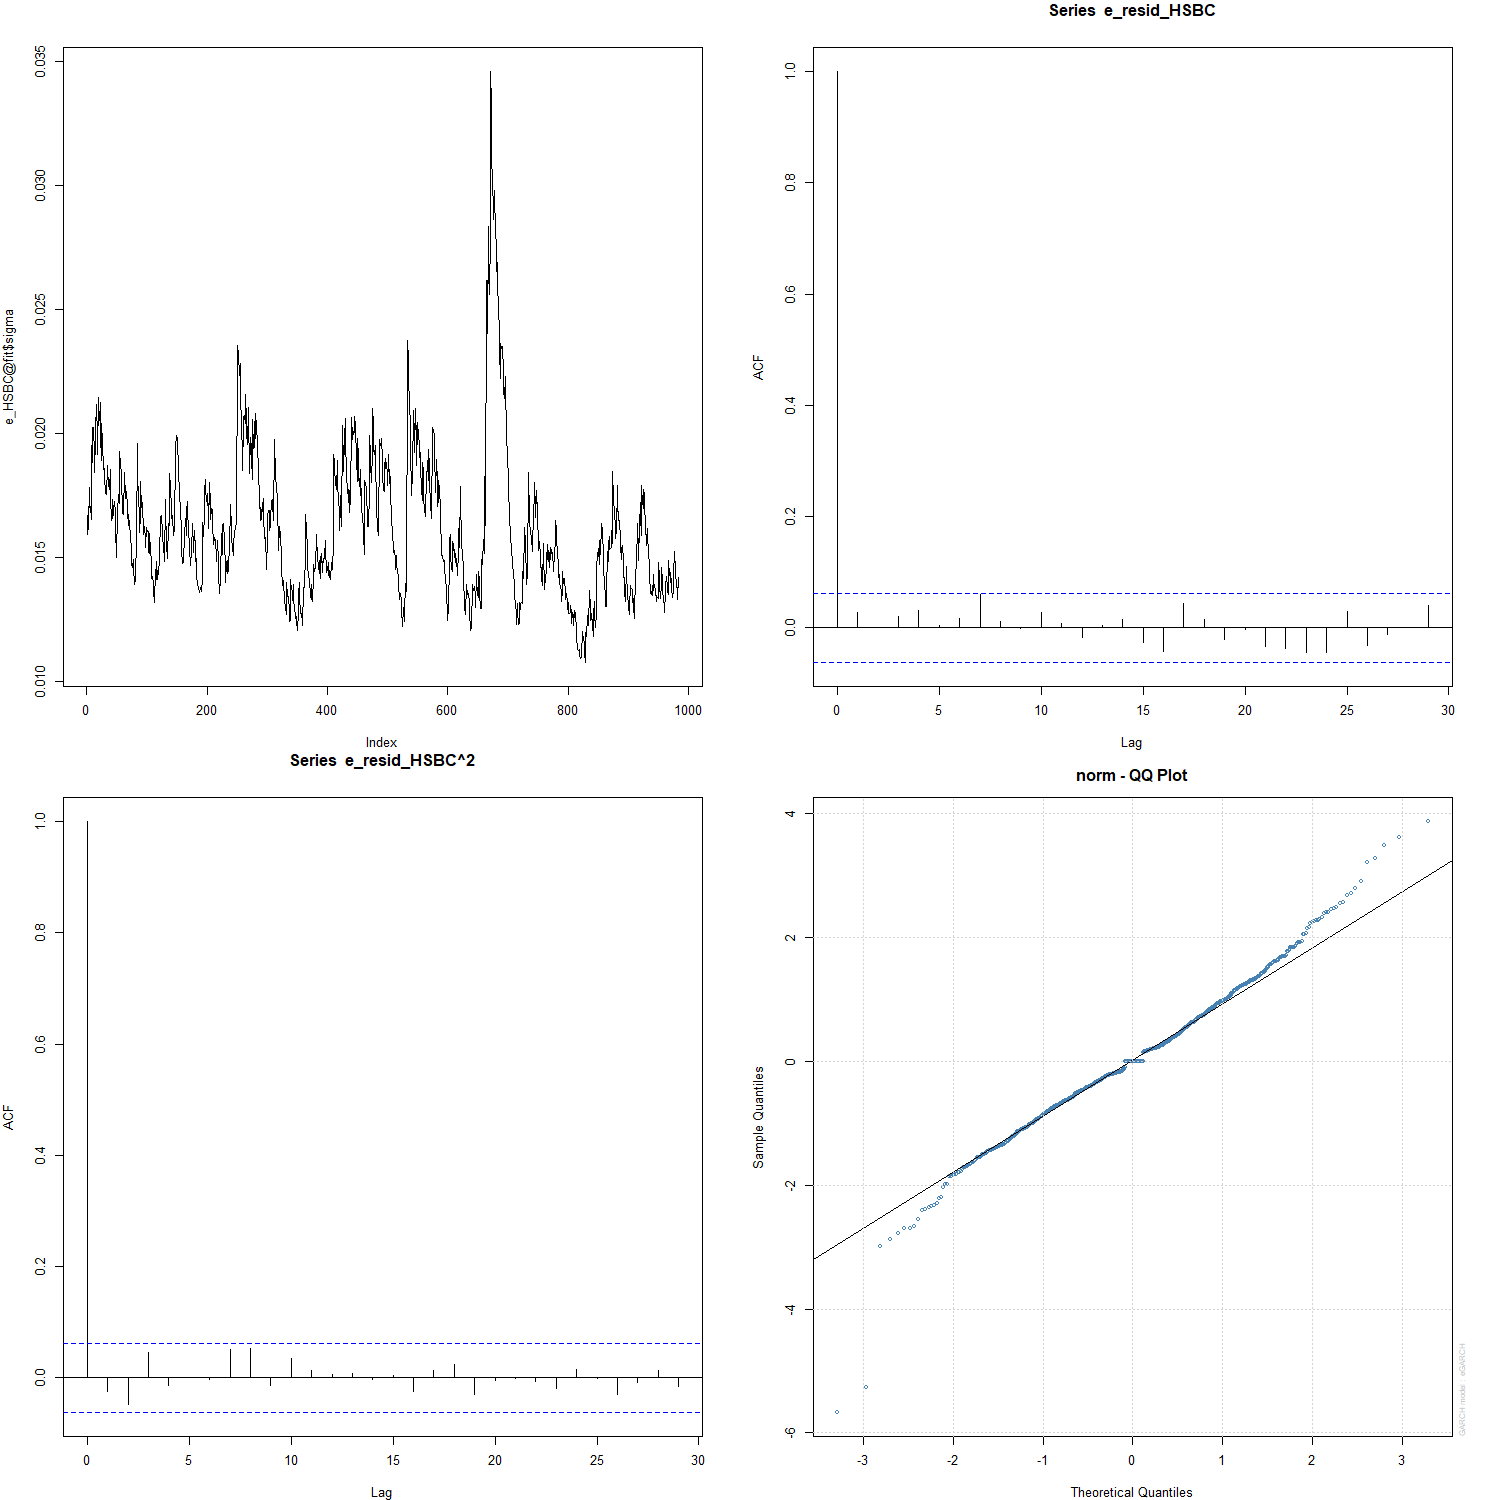 e_HSBC@fit$sigma
0.035
0.030
0.025
0.020
0.015
0.010
0 200 400 600 800 1000
Index
Series e_resid_HSBC
ACF
1.0
0.8
0.6
0.4
0.2
0.0
0 5 10 15 20 25 30
Lag
Series e_resid_HSBC^2
ACF
1.0
0.8
0.6
0.4
0.2
0.0
0 5 10 15 20 25 30
Lag
norm - QQ Plot
Sample Quantiles
4
2
0
-2
-4
-6
-3 -2 -1 0 1 2 3
Theoretical Quantiles
GARCH model : eGARCH